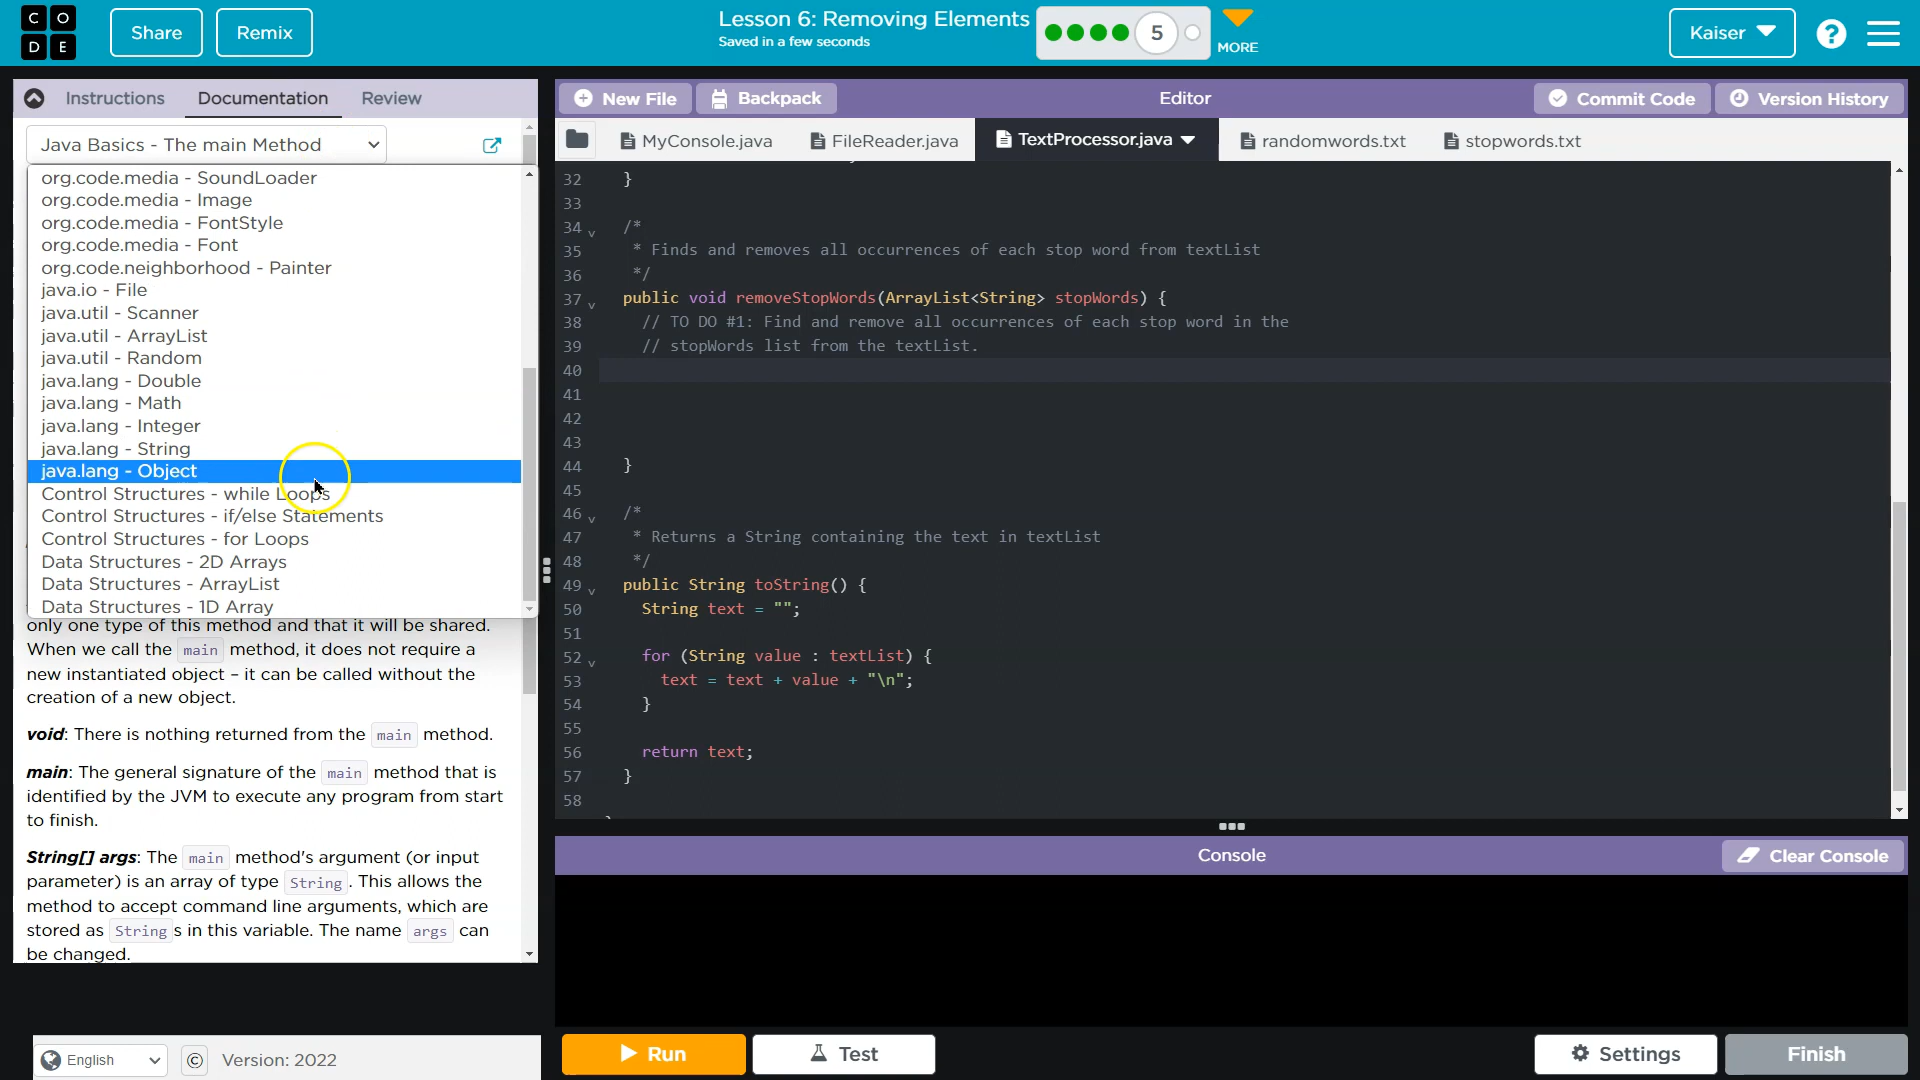 CO
DE
Share
Remix
Lesson 6: Removing Elements
Saved in a few seconds
5
MORE
Kaiser
?
Instructions
Documentation
Review
Java Basics - The main Method
org.code.media - SoundLoader
org.code.media - Image
org.code.media - FontStyle
org.code.media - Font
org.code.neighborhood - Painter
java.io - File
java.util - Scanner
java.util - ArrayList
java.util - Random
java.lang - Double
java.lang - Math
java.lang - Integer
java.lang - String
java.lang - Object
Control Structures - while Loops
Control Structures - if/else Statements
Control Structures - for Loops
Data Structures - 2D Arrays
Data Structures - ArrayList
Data Structures - 1D Array
only one type of this method and that it will be shared.
When we call the main method, it does not require a
new instantiated object – it can be called without the
creation of a new object.
void: There is nothing returned from the main method.
main: The general signature of the main method that is
identified by the JVM to execute any program from start
to finish.
String[] args: The main method's argument (or input
parameter) is an array of type String. This allows the
method to accept command line arguments, which are
stored as Strings in this variable. The name args can
be changed.
English
©
Version: 2022
New File
Backpack
Editor
Commit Code
Version History
MyConsole.java
FileReader.java
TextProcessor.java
randomwords.txt
stopwords.txt
32 }
33
34 /*
35 * Finds and removes all occurrences of each stop word from textList
36 */
37 public void removeStopWords(ArrayList<String> stopWords) {
38 // TO DO #1: Find and remove all occurrences of each stop word in the
39 // stopWords list from the textList.
40
41
42
43
44 }
45
46 /*
47 * Returns a String containing the text in textList
48 */
49 public String toString() {
50 String text = "";
51
52 for (String value : textList) {
53 text = text + value + "\n";
54 }
55
56 return text;
57 }
58
Console
Clear Console
Run
Test
Settings
Finish